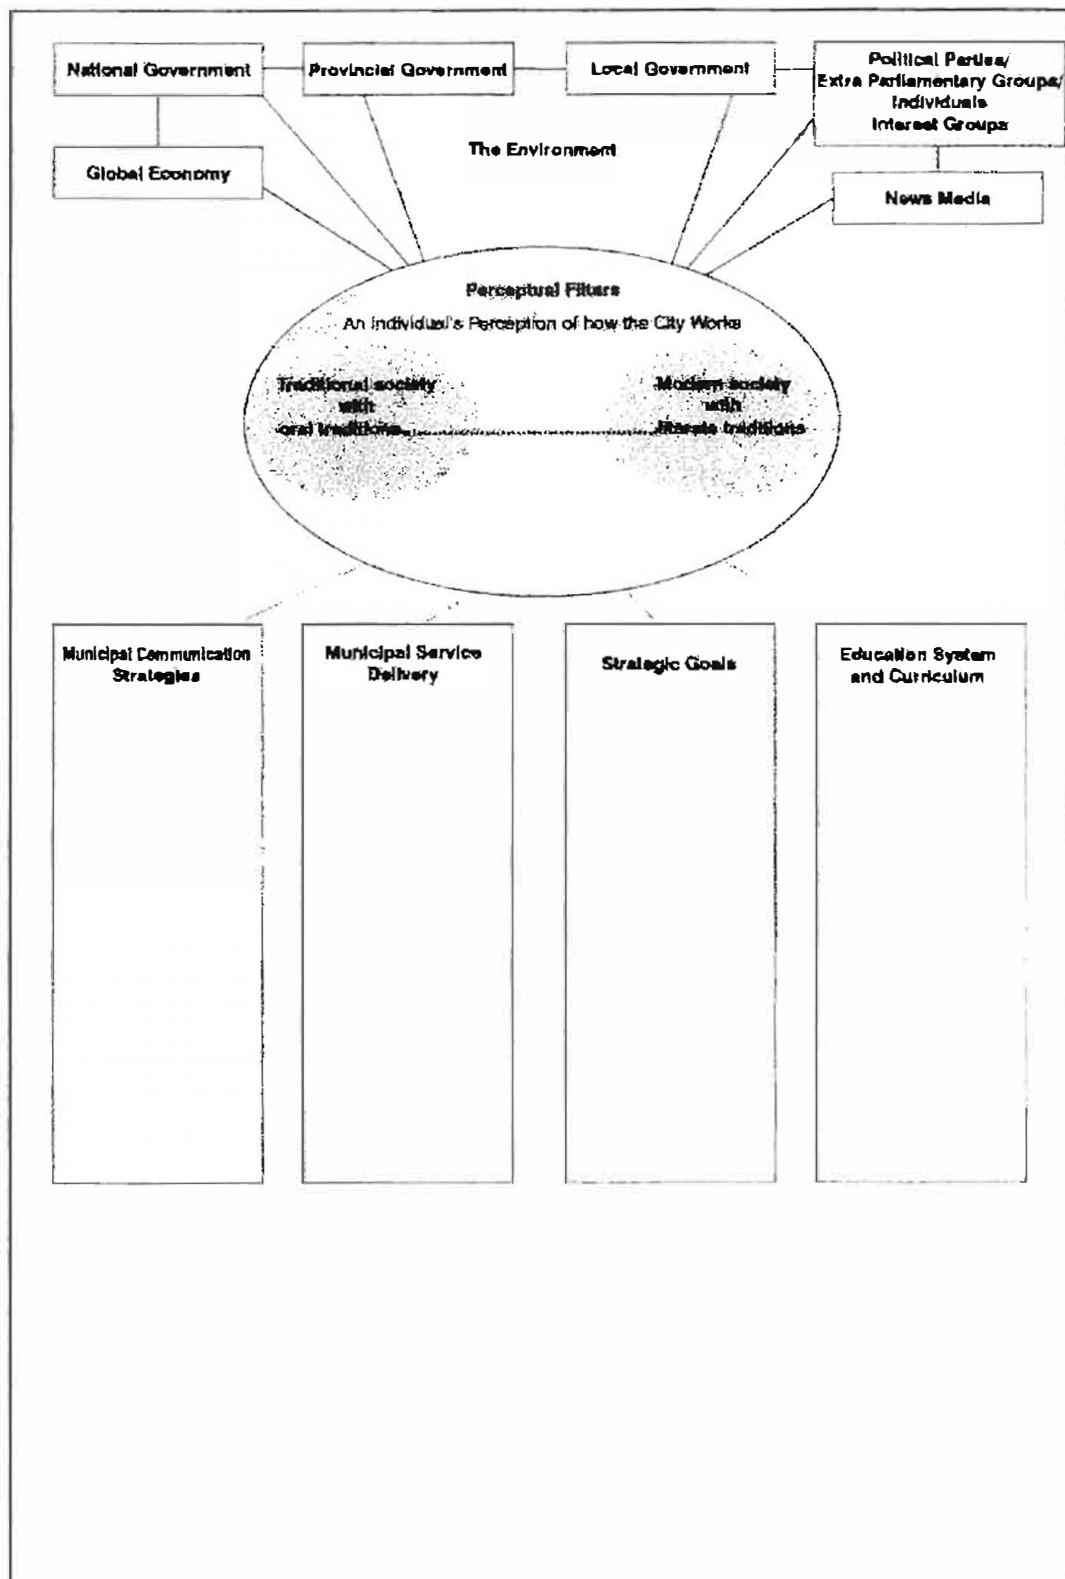 National Government
Provincial Government
Local Government
Political Parties/
Extra Parliamentary Groups/
Individuals
Interest Groups
Global Economy
The Environment
News Media
Perceptual Filters
An Individual's Perception of how the City Works
Traditional society
with
oral traditions
Modern society
with
literate traditions
Municipal Communication
Strategies
Municipal Service
Delivery
Strategic Goals
Education System
and Curriculum